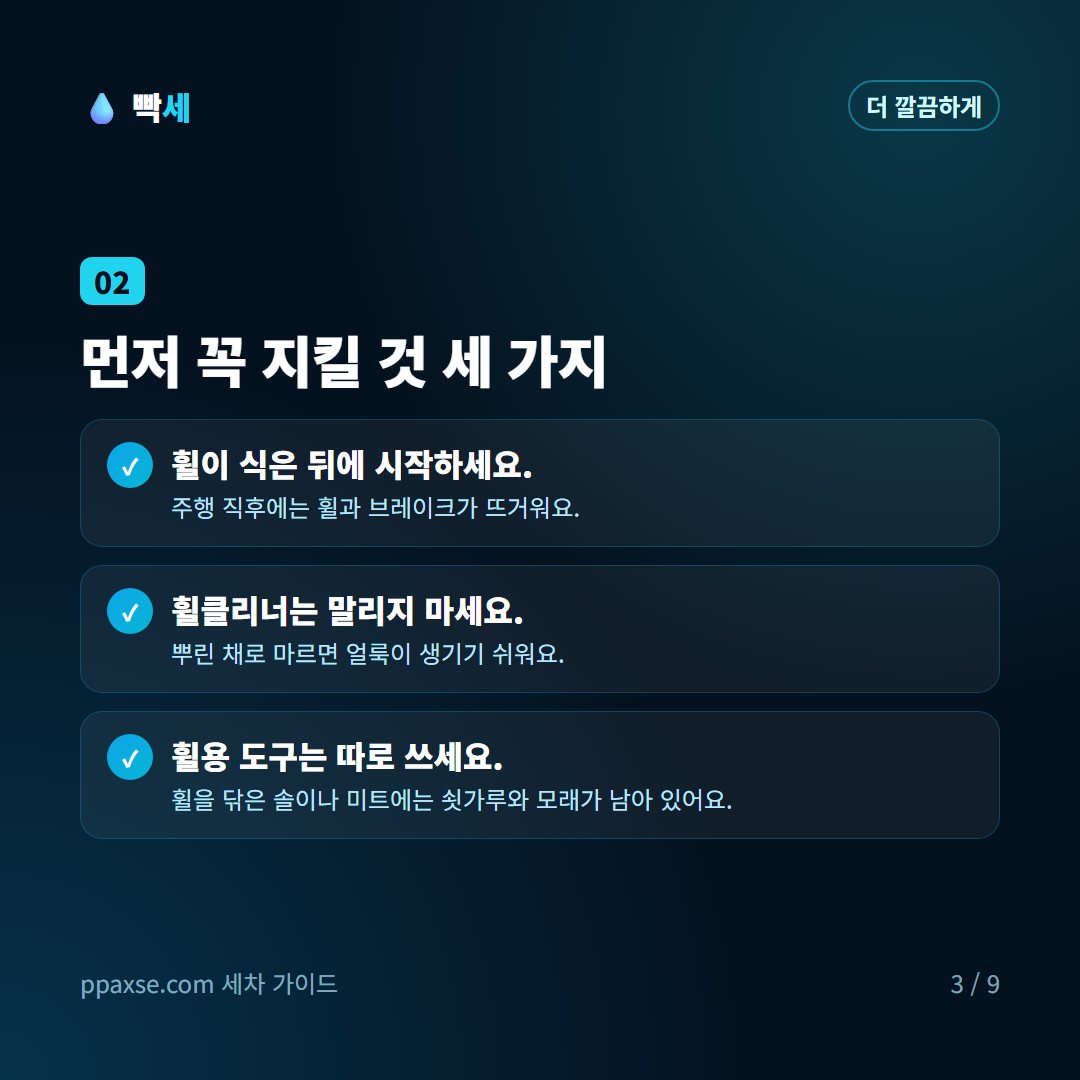 빡세
더 깔끔하게
02
먼저 꼭 지킬 것 세 가지
휠이 식은 뒤에 시작하세요.
주행 직후에는 휠과 브레이크가 뜨거워요.
휠클리너는 말리지 마세요.
뿌린 채로 마르면 얼룩이 생기기 쉬워요.
휠용 도구는 따로 쓰세요.
휠을 닦은 솔이나 미트에는 쇳가루와 모래가 남아 있어요.
ppaxse.com 세차 가이드
3 / 9